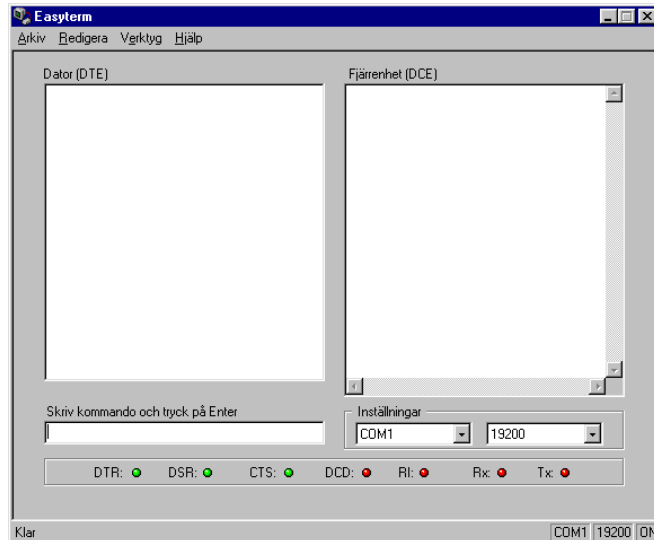 Easyterm
Arkiv Redigera Verktyg Hjälp
Dator (DTE)
Fjärrenhet (DCE)
Skriv kommando och tryck på Enter
Inställningar
COM1
19200
DTR: DSR: CTS: DCD: RI: Rx: Tx:
Klar
COM1 19200